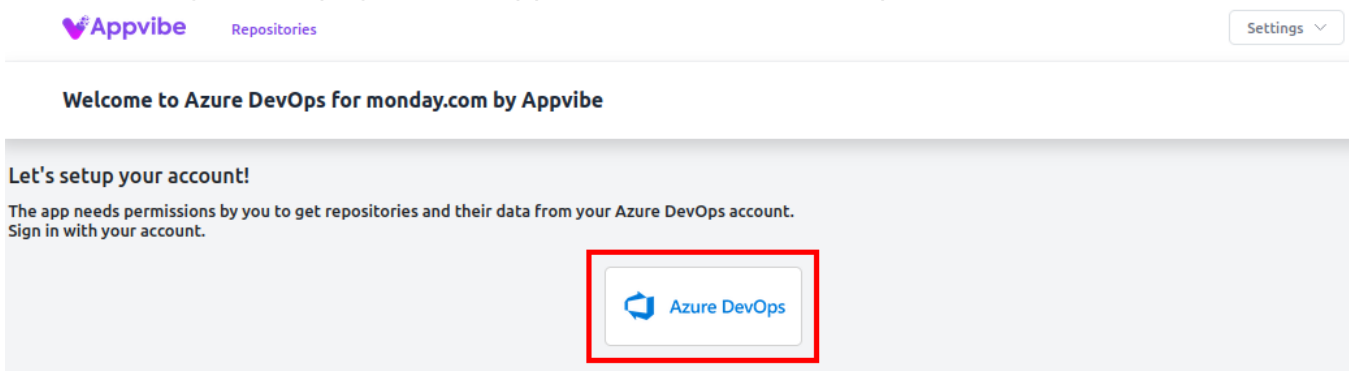 Appvibe
Repositories
Settings
Welcome to Azure DevOps for monday.com by Appvibe
Let's setup your account!
The app needs permissions by you to get repositories and their data from your Azure DevOps account.
Sign in with your account.
Azure DevOps